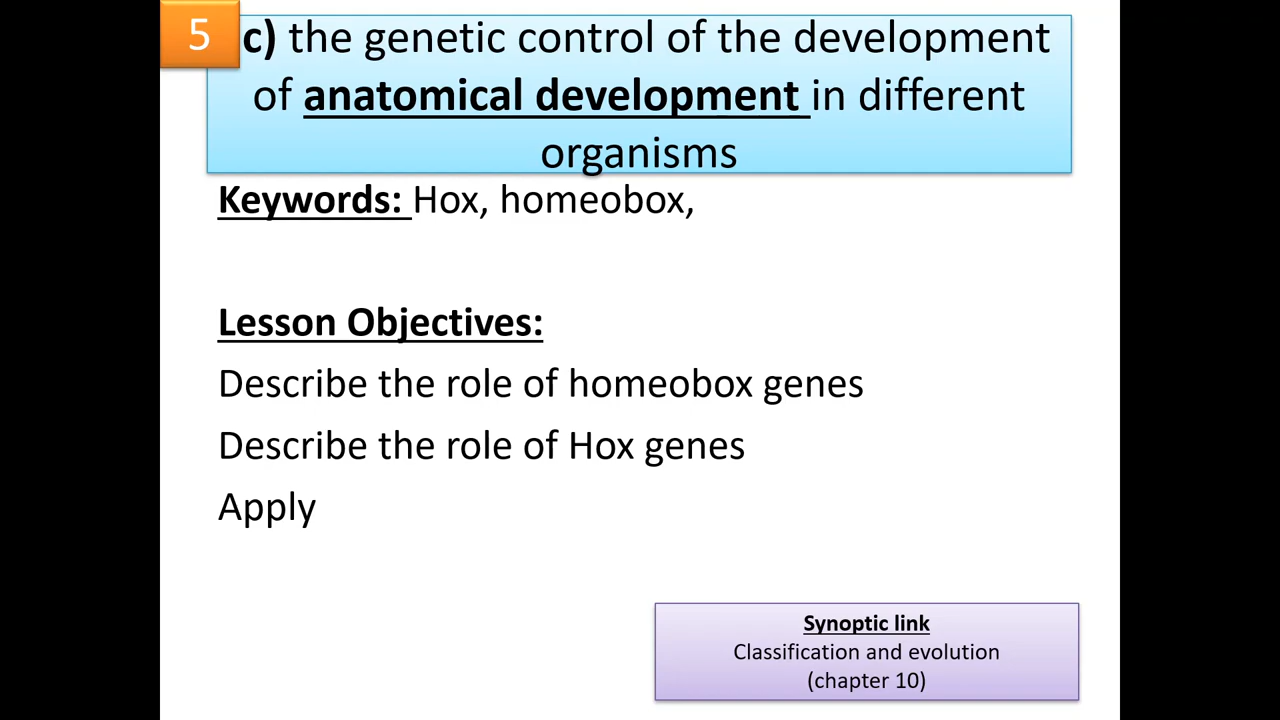 5
c) the genetic control of the development
of anatomical development in different
organisms
Keywords: Hox, homeobox,
Lesson Objectives:
Describe the role of homeobox genes
Describe the role of Hox genes
Apply
Synoptic link
Classification and evolution
(chapter 10)